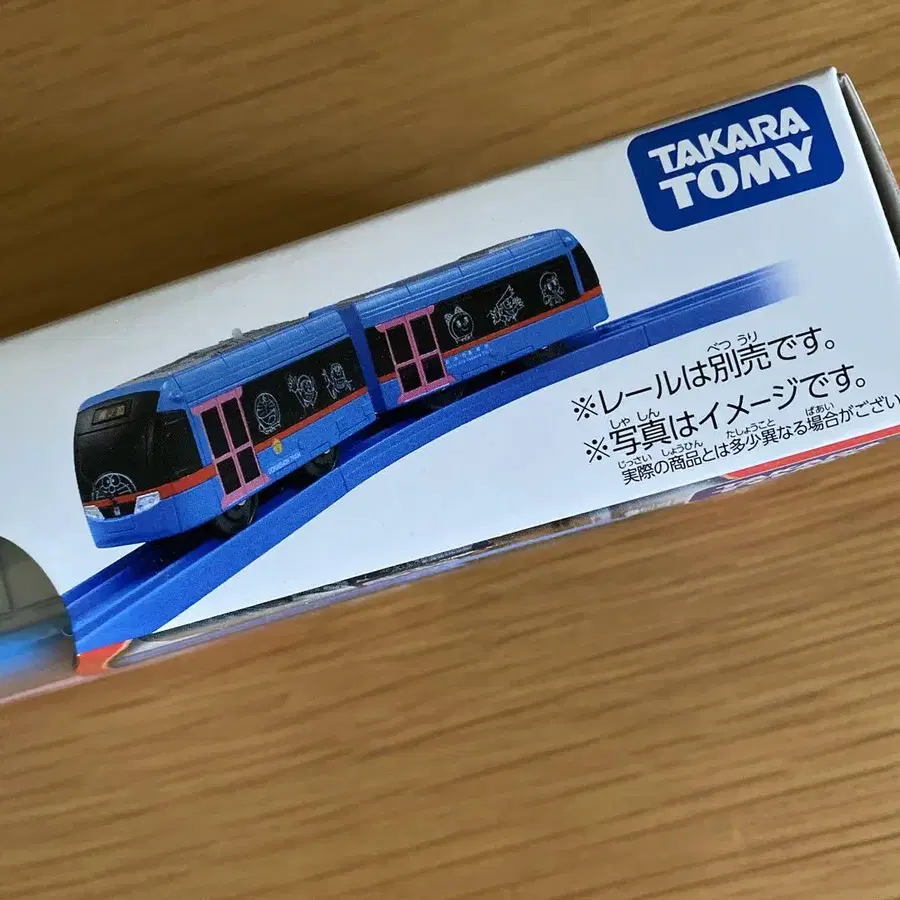 TAKARA
TOMY
※レールは別売です。
べつ うり
※写真はイメージです。
しゃ しん
実際の商品とは多少異なる場合がござい
じっさい しょうひん たしょうこと ばあい